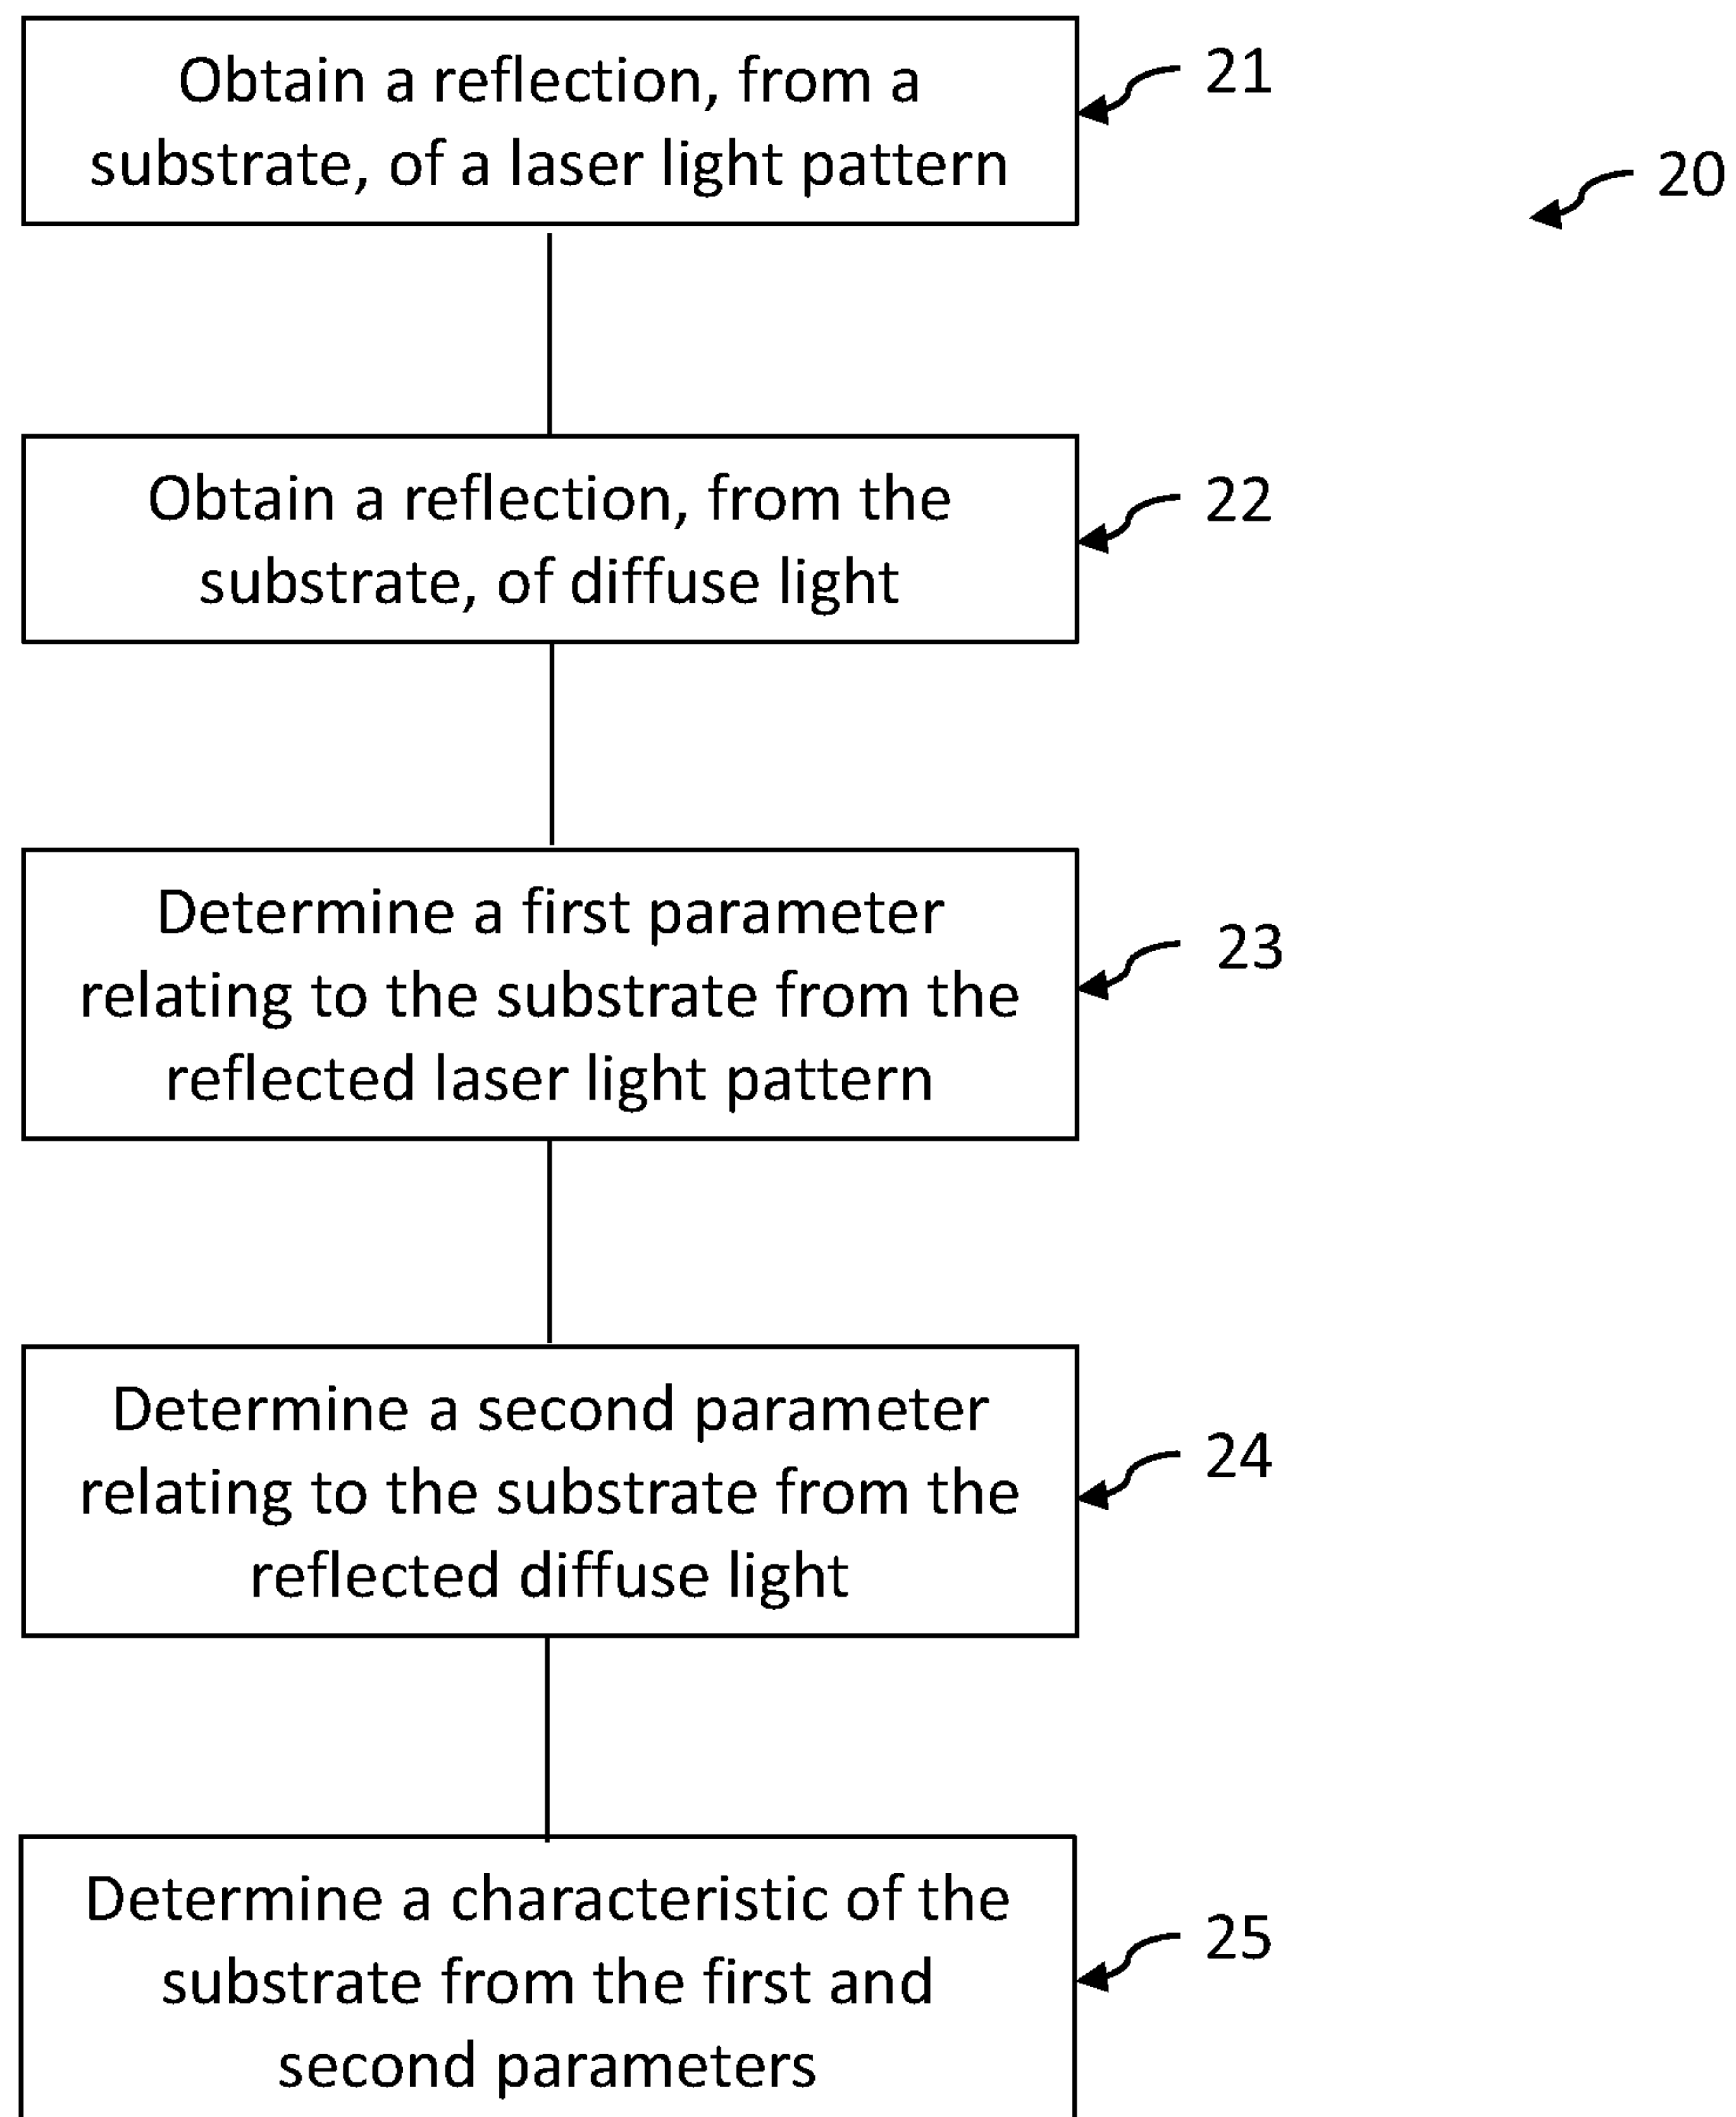 Obtain a reflection, from a
substrate, of a laser light pattern
21
20
Obtain a reflection, from the
substrate, of diffuse light
22
Determine a first parameter
relating to the substrate from the
reflected laser light pattern
23
Determine a second parameter
relating to the substrate from the
reflected diffuse light
24
Determine a characteristic of the
substrate from the first and
second parameters
25